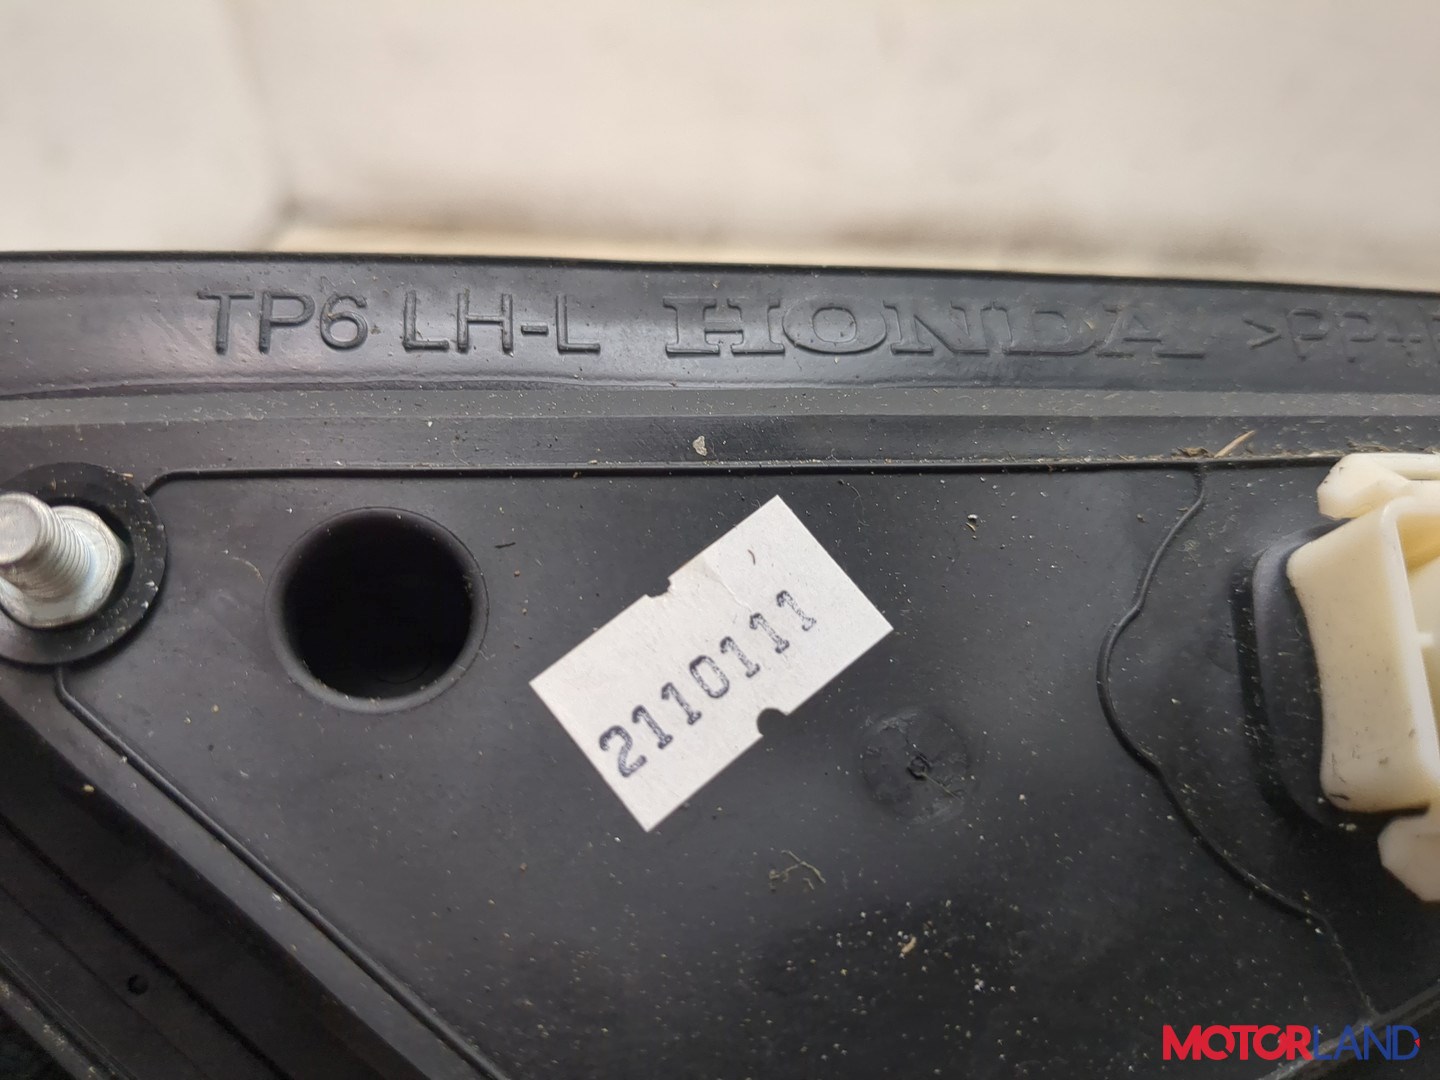 TP6 LH-L HONDA
2110111
MOTORLAND